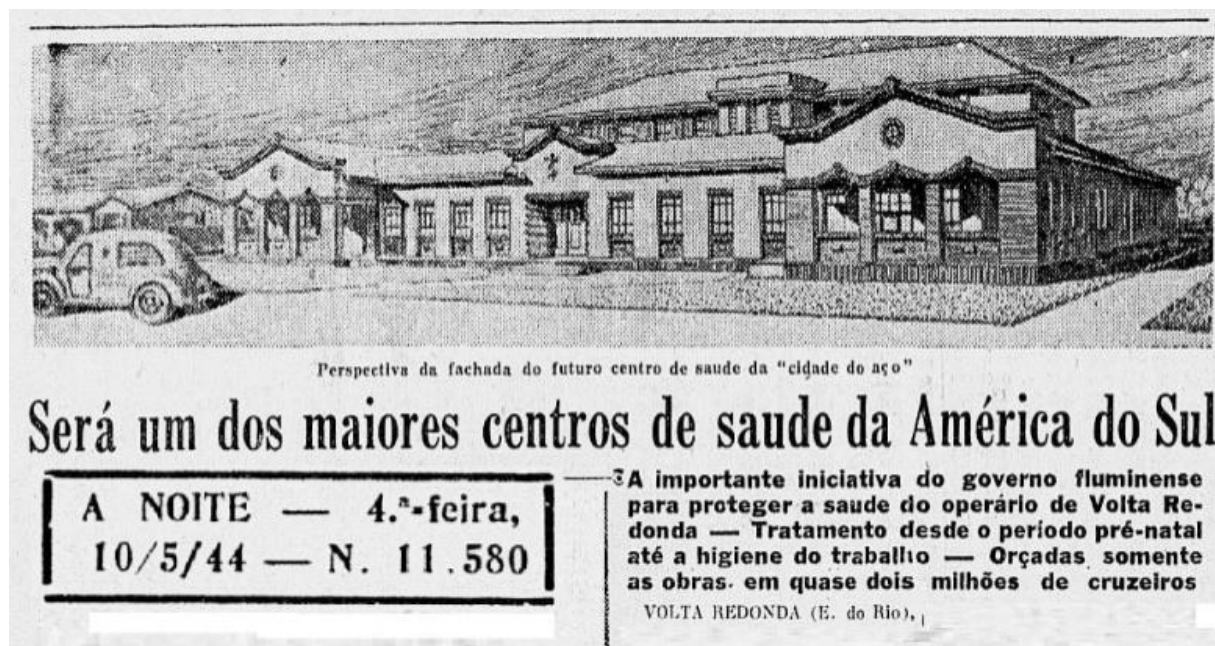 Perspectiva da fachada do futuro centro de saude da "cidade do aço"
Será um dos maiores centros de saude da América do Sul
A NOITE — 4.ª-feira,
10/5/44 — N. 11.580
A importante iniciativa do governo fluminense
para proteger a saude do operário de Volta Re-
donda — Tratamento desde o período pré-natal
até a higiene do trabalho — Orçadas somente
as obras em quase dois milhões de cruzeiros
VOLTA REDONDA (E. do Rio),